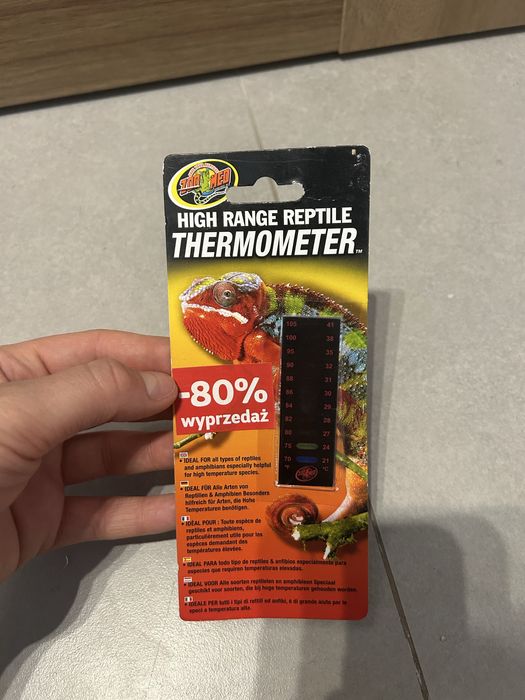 ZOO MED
HIGH RANGE REPTILE
THERMOMETER™
105 41
100 38
95 35
90 32
88 31
86 30
84 29
82 28
80 27
75 24
70 21
°F °C
-80%
wyprzedaż
• IDEAL FOR all types of reptiles
and amphibians especially helpful
for high temperature species.
• IDEAL FÜR Alle Arten von
Reptilien & Amphibien Besonders
hilfreich für Arten, die Hohe
Temperaturen benötigen.
• IDEAL POUR : Toute espèce de
reptiles et amphibiens,
particulièrement utile pour les
espèces demandant des
températures élevées.
• IDEAL PARA todo tipo de reptiles & anfibios especialmente para
especies que requiren temperaturas elevadas.
• IDEAL VOOR Alle soorten reptielen en amphibieen Speciaal
geschikt voor soorten, die bij hoge temperaturen gehouden worden.
• IDEALE PER tutti i tipi di rettili ed anfibi, è di grande aiuto per le
speci a temperatura alta.